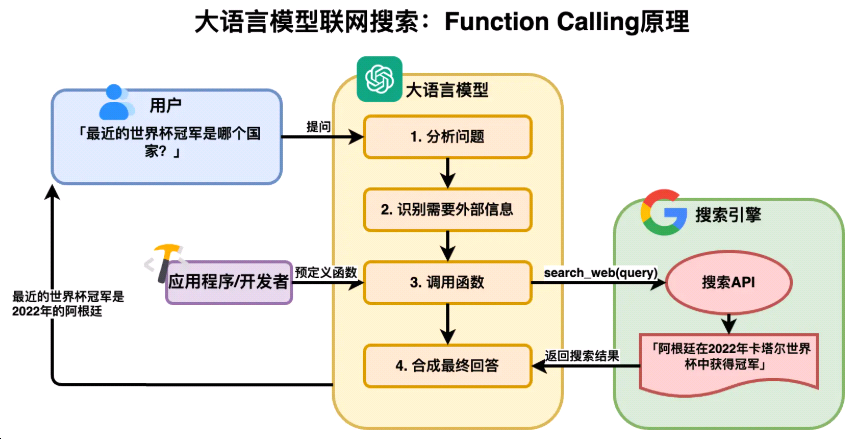 大语言模型联网搜索：Function Calling原理
用户
「最近的世界杯冠军是哪个国
家？」
提问
大语言模型
1. 分析问题
2. 识别需要外部信息
搜索引擎
应用程序/开发者
预定义函数
3. 调用函数
search_web(query)
搜索API
最近的世界杯冠军是
2022年的阿根廷
4. 合成最终回答
返回搜索结果
「阿根廷在2022年卡塔尔世界
杯中获得冠军」